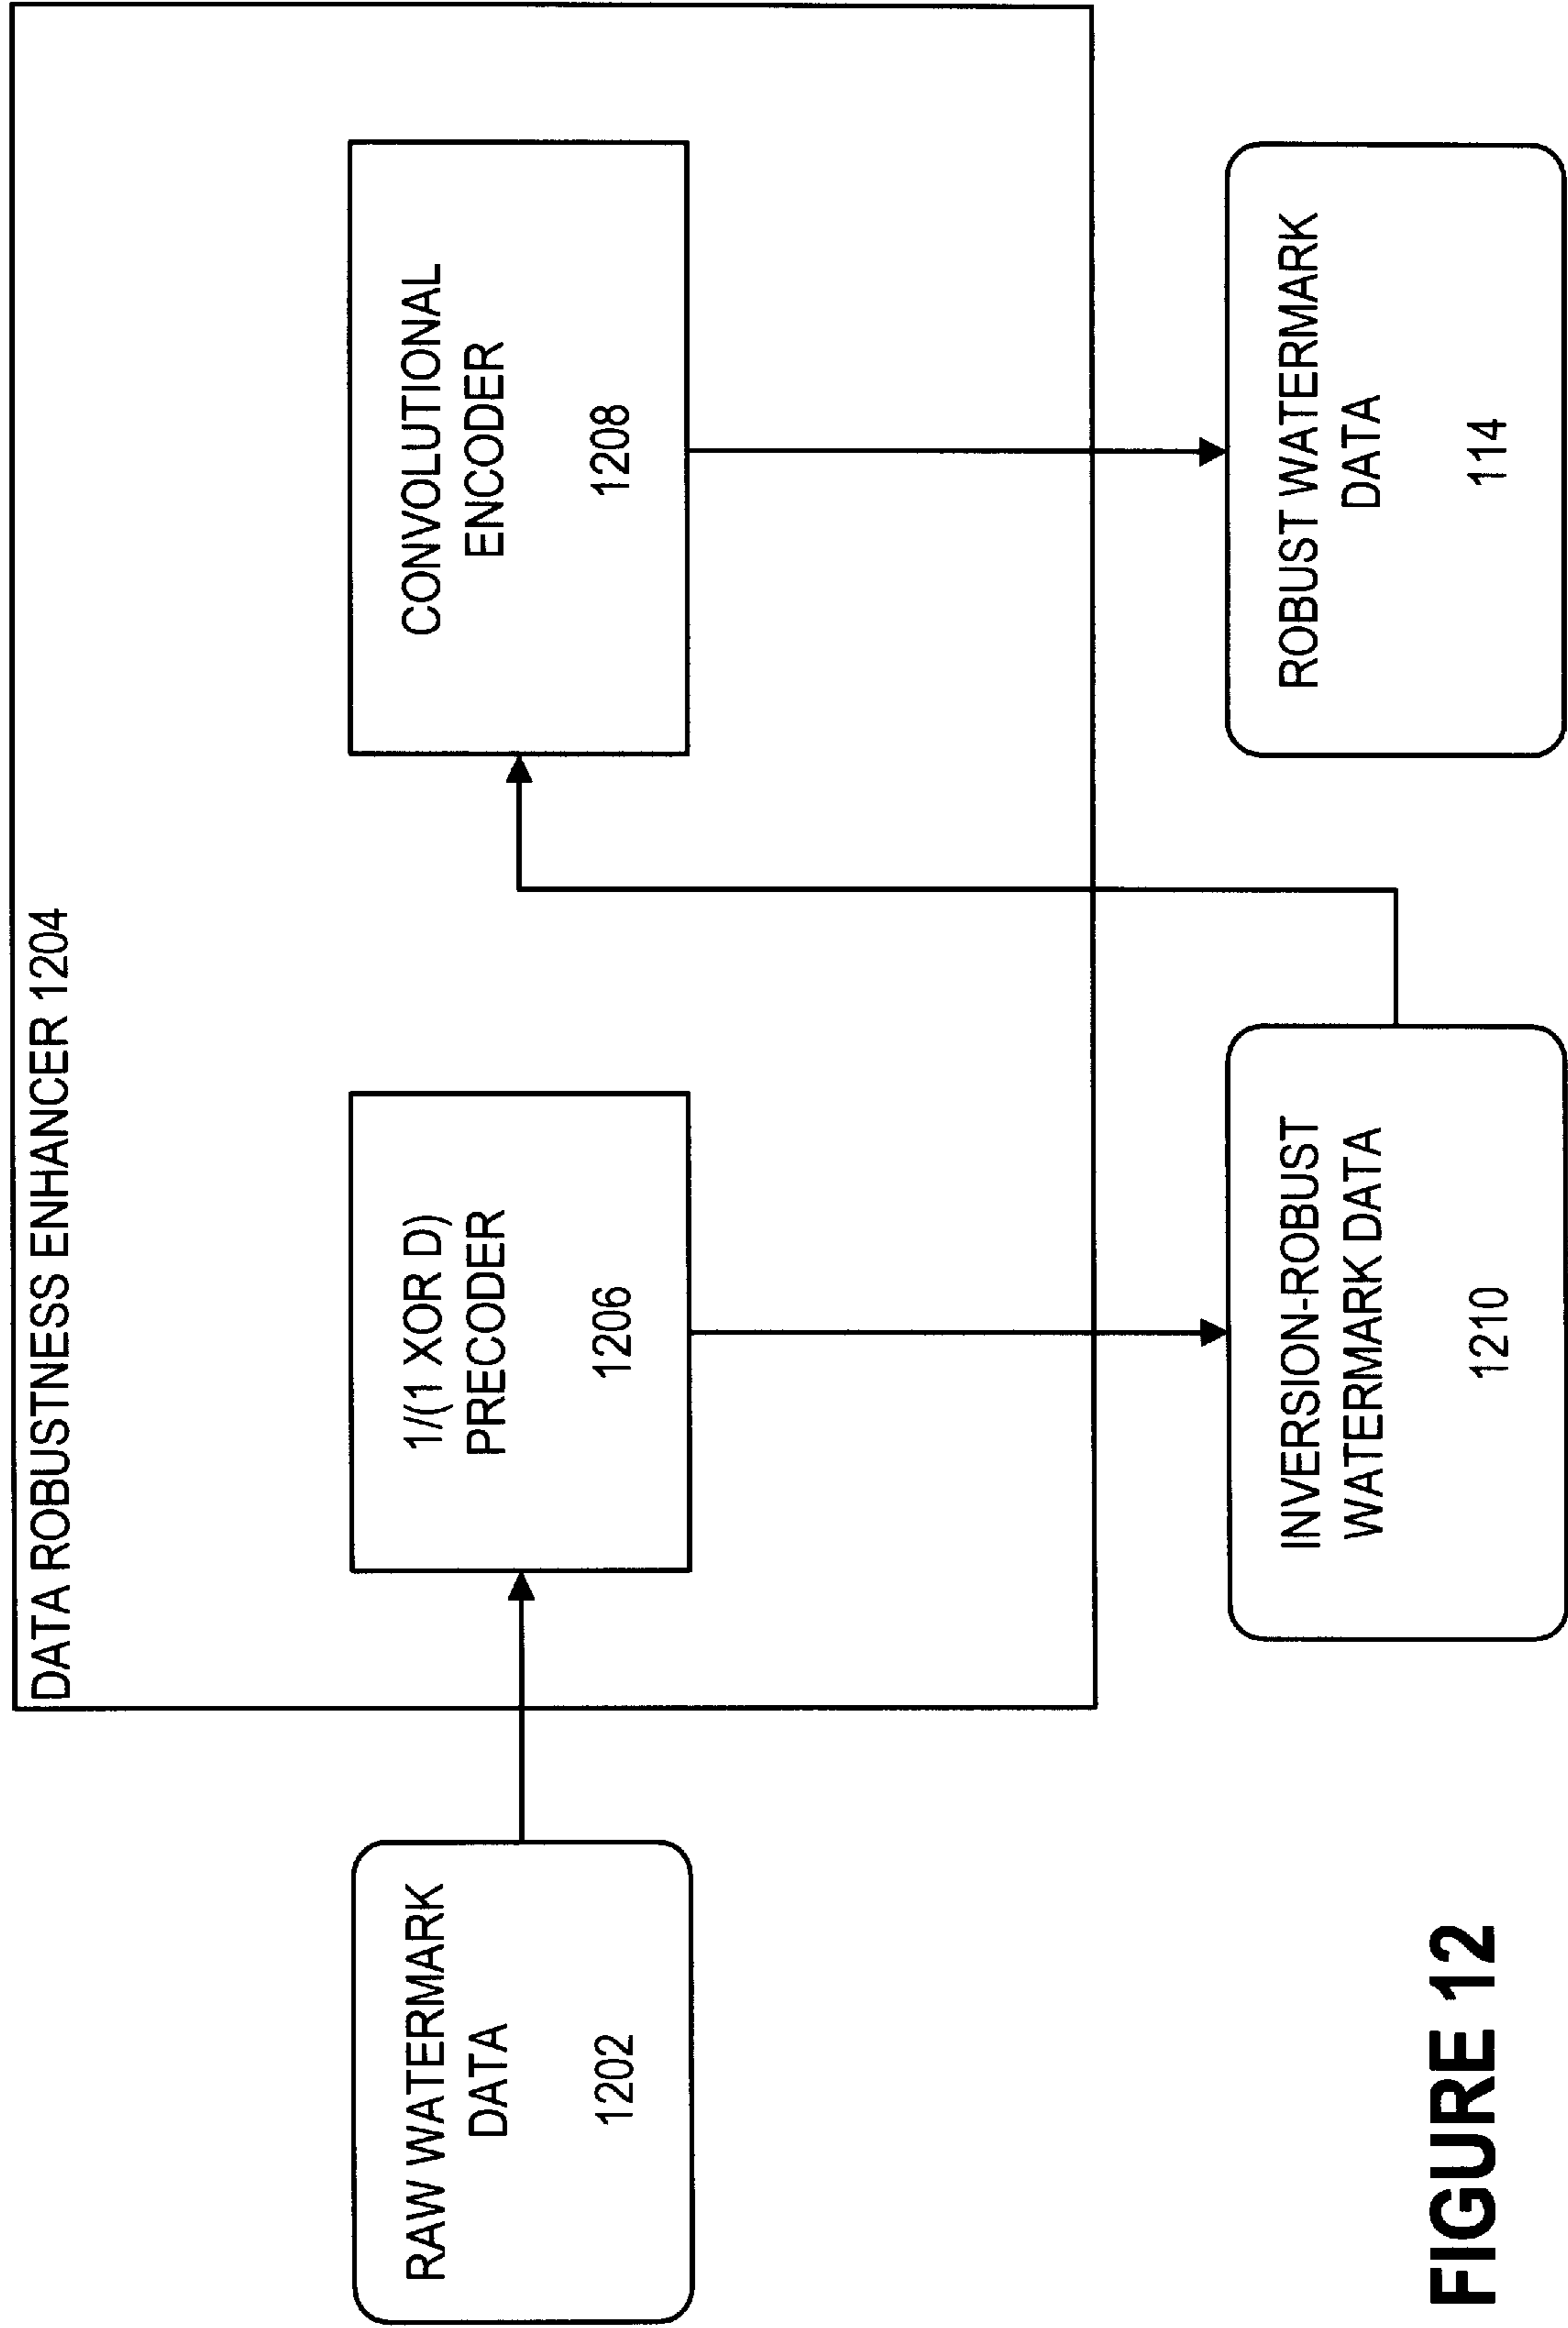 DATA ROBUSTNESS ENHANCER 1204
RAW WATERMARK
DATA
1202
1/(1 XOR D)
PRECODER
1206
CONVOLUTIONAL
ENCODER
1208
INVERSION-ROBUST
WATERMARK DATA
1210
ROBUST WATERMARK
DATA
114
FIGURE 12